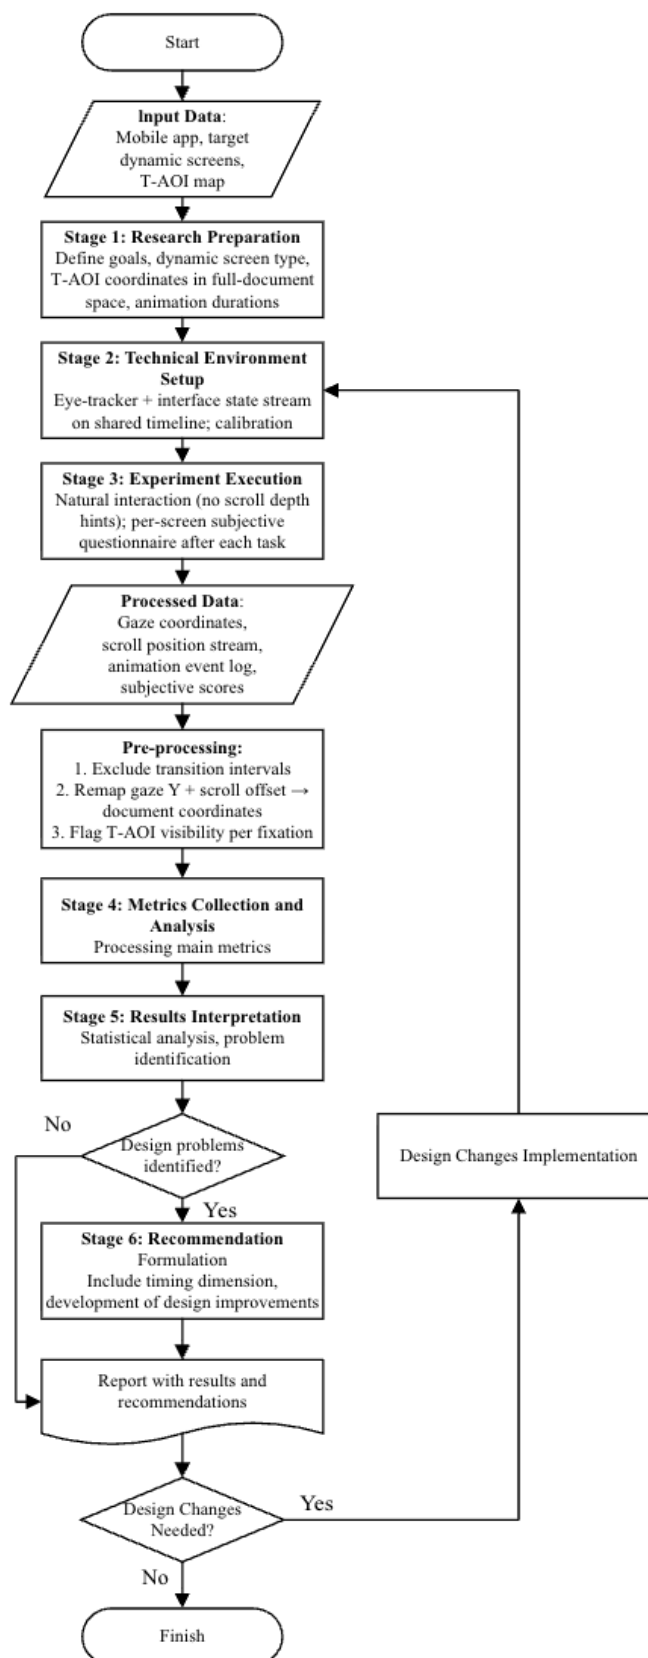 Start
Input Data:
Mobile app, target
dynamic screens,
T-AOI map
Stage 1: Research Preparation
Define goals, dynamic screen type,
T-AOI coordinates in full-document
space, animation durations
Stage 2: Technical Environment
Setup
Eye-tracker + interface state stream
on shared timeline; calibration
Stage 3: Experiment Execution
Natural interaction (no scroll depth
hints); per-screen subjective
questionnaire after each task
Processed Data:
Gaze coordinates,
scroll position stream,
animation event log,
subjective scores
Pre-processing:
1. Exclude transition intervals
2. Remap gaze Y + scroll offset →
document coordinates
3. Flag T-AOI visibility per fixation
Stage 4: Metrics Collection and
Analysis
Processing main metrics
Stage 5: Results Interpretation
Statistical analysis, problem
identification
No
Design problems
identified?
Yes
Design Changes Implementation
Stage 6: Recommendation
Formulation
Include timing dimension,
development of design improvements
Report with results and
recommendations
Design Changes
Needed?
Yes
No
Finish